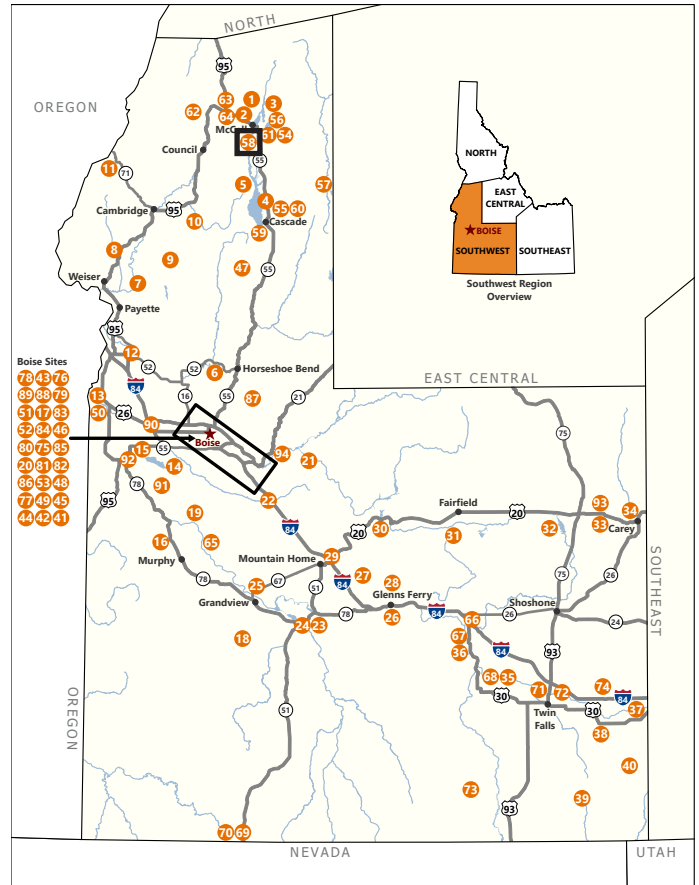 NORTH
95
OREGON
63
1
3
62
64
2
56
McCall
61
54
58
Council
55
11
71
5
57
4
55
60
Cambridge
95
10
Cascade
59
8
9
47
55
Weiser
7
Payette
95
12
52
52
6
Horseshoe Bend
84
16
55
87
21
EAST CENTRAL
Boise Sites
78 43 76
89 88 79
51 17 83
52 84 46
80 75 85
20 81 82
86 53 48
77 49 45
44 42 41
13
50
26
90
Boise
15
55
92
14
94
21
78
91
95
22
75
19
84
Fairfield
20
93
34
20
30
31
32
33
Carey
16
65
Murphy
Mountain Home
29
78
67
51
84
27
28
75
26
25
Grandview
Glenns Ferry
Shoshone
24
23
78
26
84
66
26
24
18
67
93
36
84
68
35
71
72
74
84
30
30
37
Twin
Falls
38
51
40
73
39
93
70
69
OREGON
SOUTHEAST
NEVADA
UTAH
NORTH
EAST
CENTRAL
BOISE
SOUTHWEST
SOUTHEAST
Southwest Region
Overview